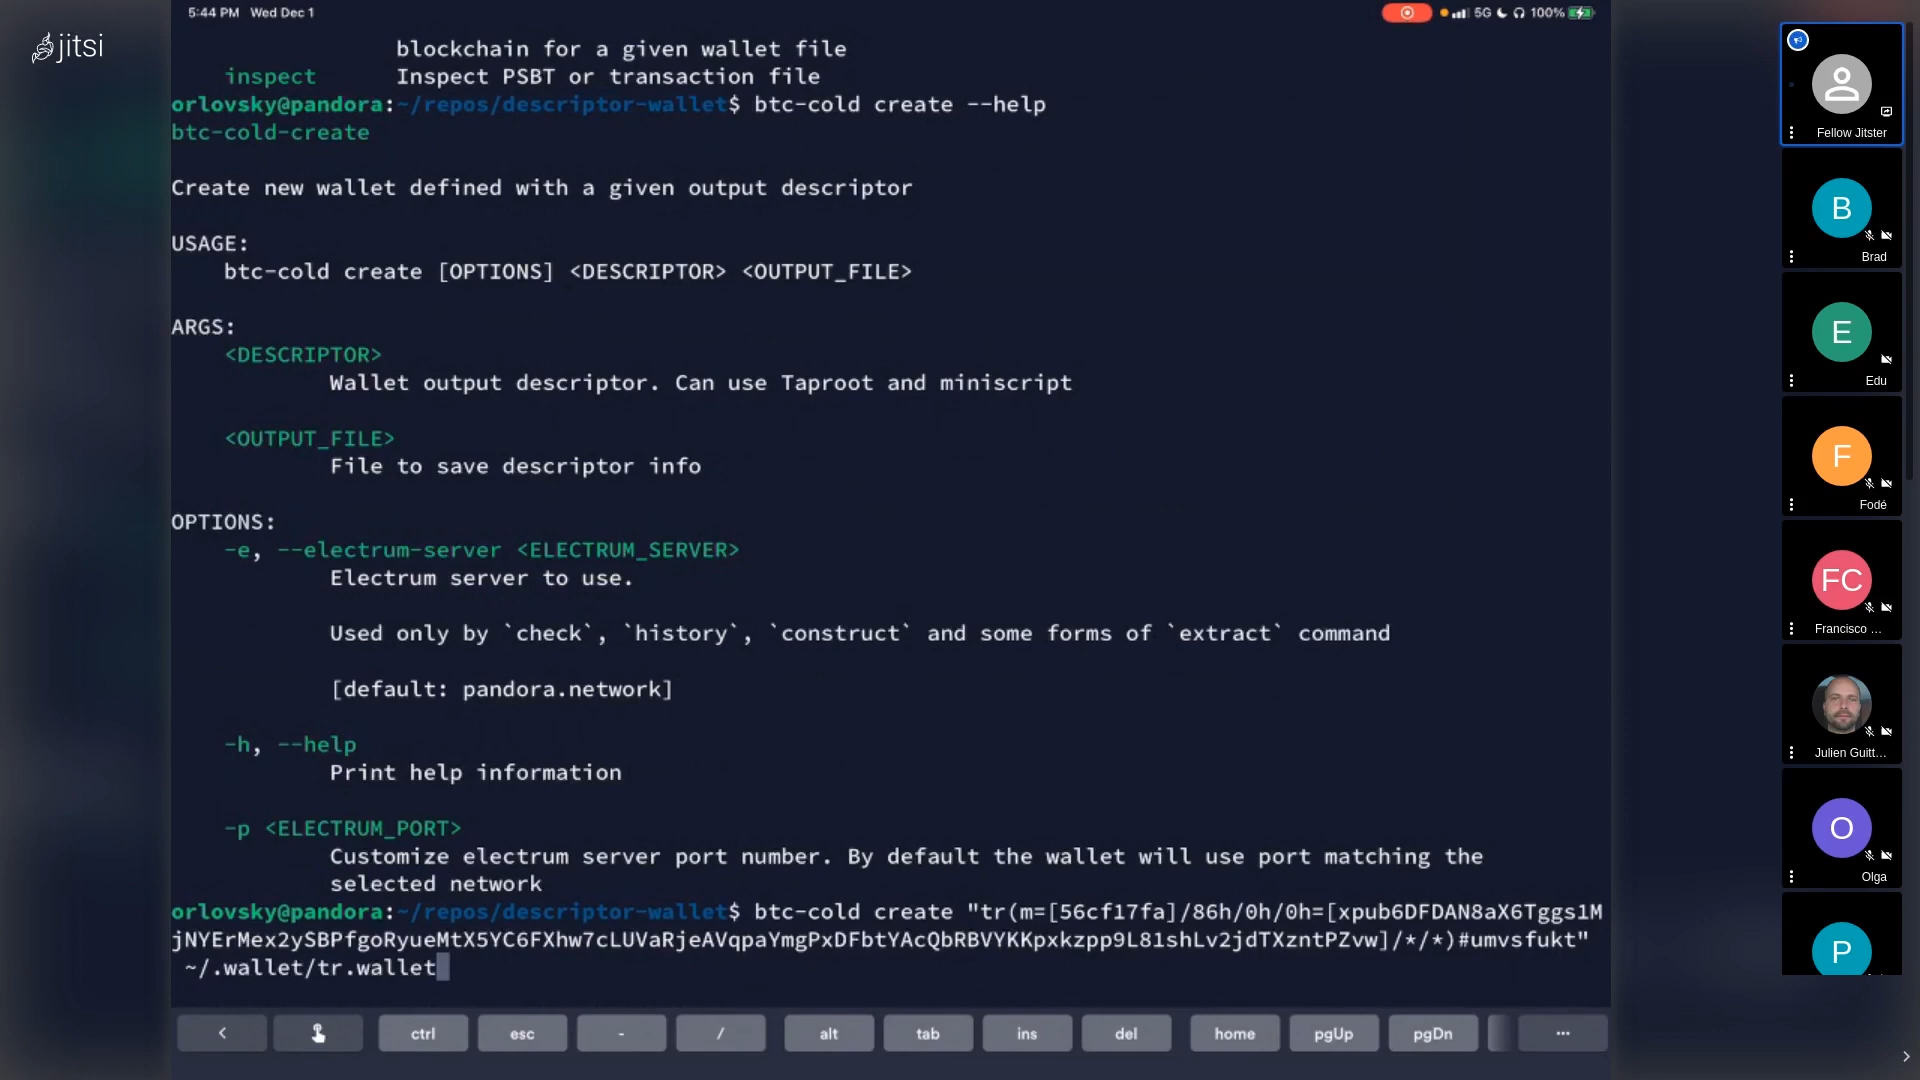 5:44 PM Wed Dec 1
5G 100%
jitsi
blockchain for a given wallet file
inspect Inspect PSBT or transaction file
orlovsky@pandora:~/repos/descriptor-wallet$ btc-cold create --help
btc-cold-create
Create new wallet defined with a given output descriptor
USAGE:
btc-cold create [OPTIONS] <DESCRIPTOR> <OUTPUT_FILE>
ARGS:
<DESCRIPTOR>
Wallet output descriptor. Can use Taproot and miniscript
<OUTPUT_FILE>
File to save descriptor info
OPTIONS:
-e, --electrum-server <ELECTRUM_SERVER>
Electrum server to use.
Used only by `check`, `history`, `construct` and some forms of `extract` command
[default: pandora.network]
-h, --help
Print help information
-p <ELECTRUM_PORT>
Customize electrum server port number. By default the wallet will use port matching the
selected network
orlovsky@pandora:~/repos/descriptor-wallet$ btc-cold create "tr(m=[56cf17fa]/86h/0h/0h=[xpub6DFDAN8aX6Tggs1M
jNYErMex2ySBPfgoRyueMtX5YC6FXhw7cLUVaRjeAVqpaYmgPxDFbtYAcQbRBVYKKpxkzpp9L81shLv2jdTXzntPZvw]/*/*)#umvsfukt"
~/.wallet/tr.wallet
ctrl esc - / alt tab ins del home pgUp pgDn ...
Fellow Jitster
B
Brad
E
Edu
F
Fodé
FC
Francisco ...
Julien Guitt...
O
Olga
P